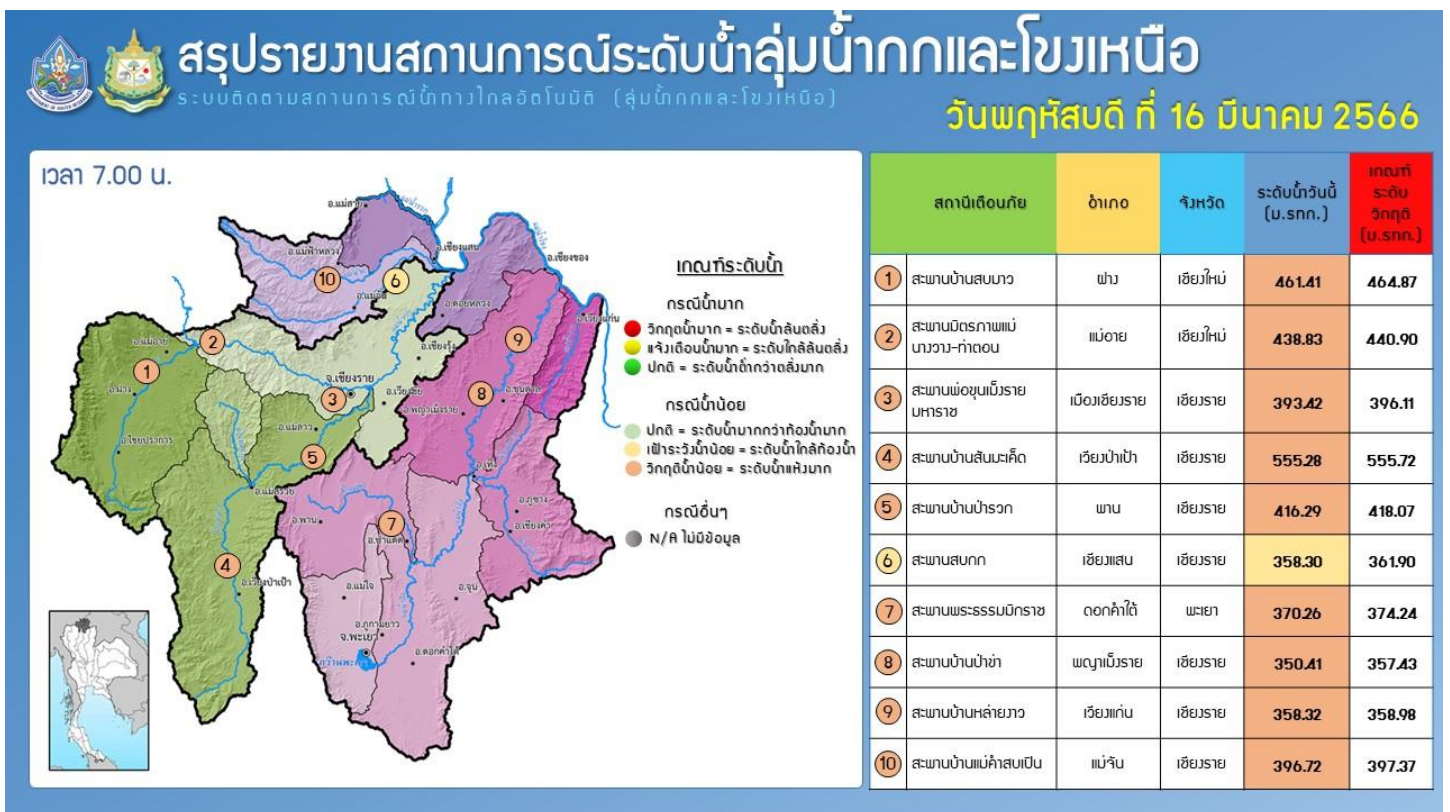 สรุปรายงานสถานการณ์ระดับน้ำลุ่มน้ำกกและโขงเหนือ
ระบบติดตามสถานการณ์น้ำทางไกลอัตโนมัติ (ลุ่มน้ำกกและโขงเหนือ)
วันพฤหัสบดี ที่ 16 มีนาคม 2566
เวลา 7.00 น.
อ.แม่สาย
อ.แม่ฟ้าหลวง
อ.เชียงแสน
อ.เชียงของ
10
6
อ.ดอยหลวง
อ.เวียงแก่น
อ.แม่อาย
2
9
อ.เชียงรุ้ง
1
จ.เชียงราย
อ.ฝาง
3
8
อ.ขุนตาล
อ.พญาเม็งราย
อ.แม่ลาว
อ.ไชยปราการ
5
อ.เทิง
อ.แม่สรวย
อ.ภูซาง
อ.พาน
7
อ.เชียงคำ
อ.ป่าแดด
4
อ.เวียงป่าเป้า
อ.แม่ใจ
อ.จุน
อ.ภูกามยาว
จ.พะเยา
อ.ดอกคำใต้
เกณฑ์ระดับน้ำ
กรณีน้ำมาก
วิกฤตน้ำมาก = ระดับน้ำล้นตลิ่ง
แจ้งเตือนน้ำมาก = ระดับใกล้ล้นตลิ่ง
ปกติ = ระดับน้ำต่ำกว่าตลิ่งมาก
กรณีน้ำน้อย
ปกติ = ระดับน้ำมากกว่าท้องน้ำมาก
เฝ้าระวังน้ำน้อย = ระดับน้ำใกล้ท้องน้ำ
วิกฤติน้ำน้อย = ระดับน้ำแห้งมาก
กรณีอื่นๆ
N/A ไม่มีข้อมูล
สถานีเตือนภัย อำเภอ จังหวัด ระดับน้ำวันนี้ (ม.รทก.) เกณฑ์ระดับวิกฤติ (ม.รทก.)
1 สะพานบ้านสบมาว ฝาง เชียงใหม่ 461.41 464.87
2 สะพานมิตรภาพแม่นางวาง-ท่าตอน แม่อาย เชียงใหม่ 438.83 440.90
3 สะพานพ่อขุนเม็งรายมหาราช เมืองเชียงราย เชียงราย 393.42 396.11
4 สะพานบ้านสันมะเค็ด เวียงป่าเป้า เชียงราย 555.28 555.72
5 สะพานบ้านป่ารวก พาน เชียงราย 416.29 418.07
6 สะพานสบกก เชียงแสน เชียงราย 358.30 361.90
7 สะพานพระธรรมมิกราช ดอกคำใต้ พะเยา 370.26 374.24
8 สะพานบ้านป่าข่า พญาเม็งราย เชียงราย 350.41 357.43
9 สะพานบ้านหล่ายงาว เวียงแก่น เชียงราย 358.32 358.98
10 สะพานบ้านแม่คำสบเปิน แม่จัน เชียงราย 396.72 397.37